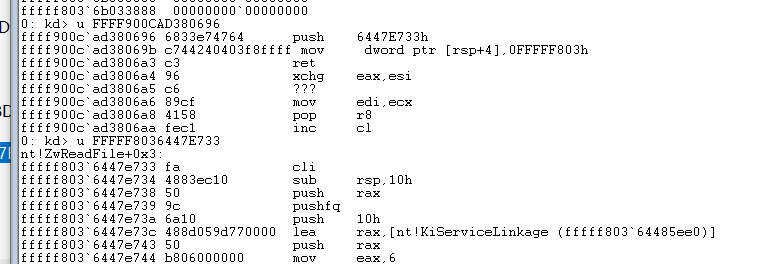 fffff803`6b033888  00000000`00000000
0: kd> u FFFF900CAD380696
ffff900c`ad380696 6833e74764 push 6447E733h
ffff900c`ad38069b c744240403f8ffff mov dword ptr [rsp+4],0FFFFF803h
ffff900c`ad3806a3 c3 ret
ffff900c`ad3806a4 96 xchg eax,esi
ffff900c`ad3806a5 c6 ???
ffff900c`ad3806a6 89cf mov edi,ecx
ffff900c`ad3806a8 4158 pop r8
ffff900c`ad3806aa fec1 inc cl
0: kd> u FFFFF8036447E733
nt!ZwReadFile+0x3:
fffff803`6447e733 fa cli
fffff803`6447e734 4883ec10 sub rsp,10h
fffff803`6447e738 50 push rax
fffff803`6447e739 9c pushfq
fffff803`6447e73a 6a10 push 10h
fffff803`6447e73c 488d059d770000 lea rax,[nt!KiServiceLinkage (fffff803`64485ee0)]
fffff803`6447e743 50 push rax
fffff803`6447e744 b806000000 mov eax,6